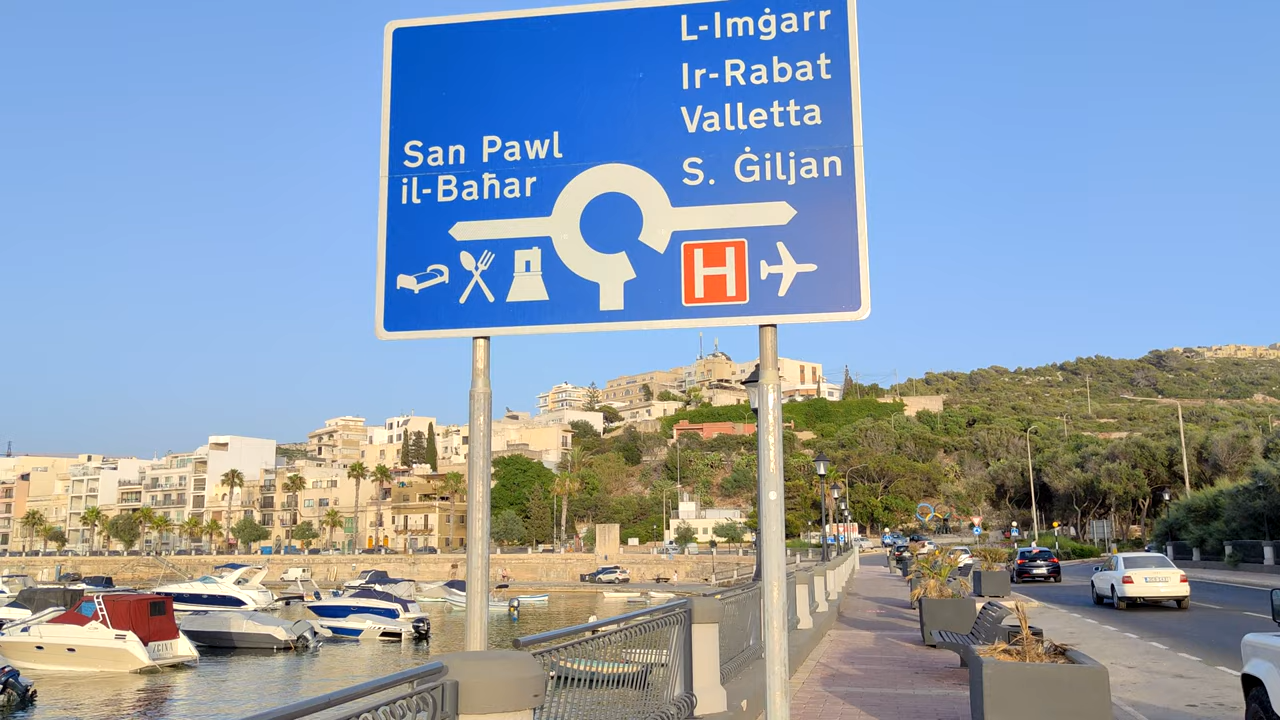 L-Imġarr
Ir-Rabat
Valletta
S. Ġiljan
San Pawl
il-Baħar
H